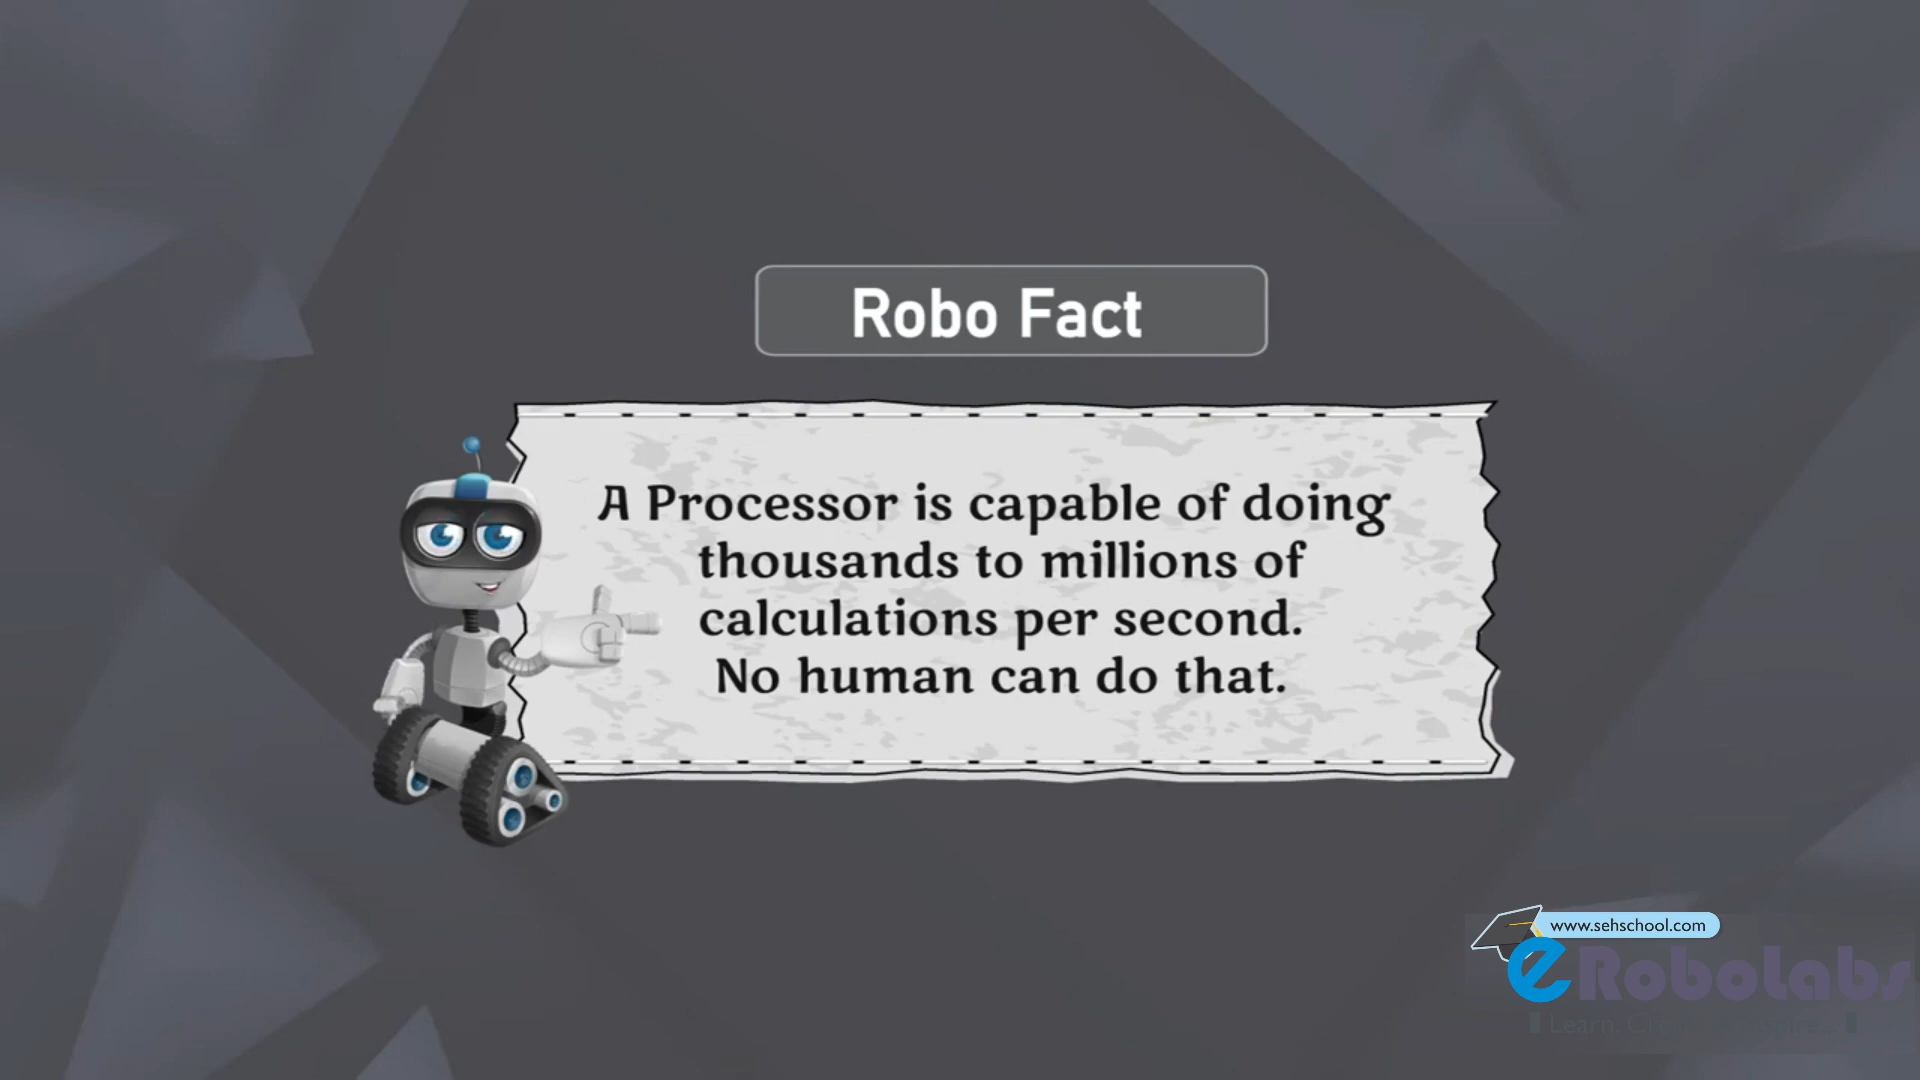 Robo Fact
A Processor is capable of doing
thousands to millions of
calculations per second.
No human can do that.
www.sehschool.com
eRoboLabs
Learn.